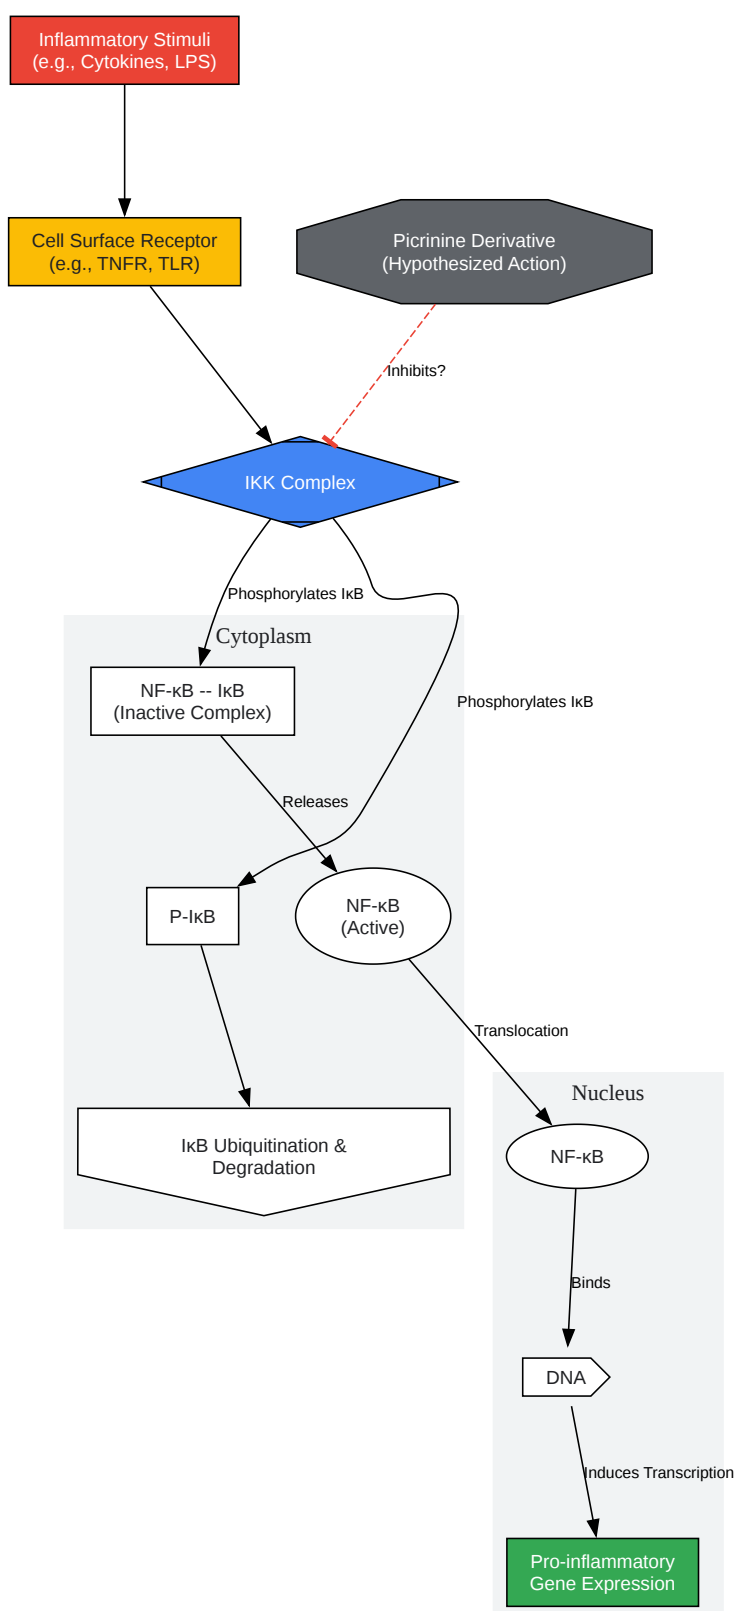 Inflammatory Stimuli
(e.g., Cytokines, LPS)
Cell Surface Receptor
(e.g., TNFR, TLR)
Picrinine Derivative
(Hypothesized Action)
Inhibits?
IKK Complex
Phosphorylates IκB
Cytoplasm
NF-κB -- IκB
(Inactive Complex)
Phosphorylates IκB
Releases
P-IκB
NF-κB
(Active)
Translocation
Nucleus
IκB Ubiquitination &
Degradation
NF-κB
Binds
DNA
Induces Transcription
Pro-inflammatory
Gene Expression